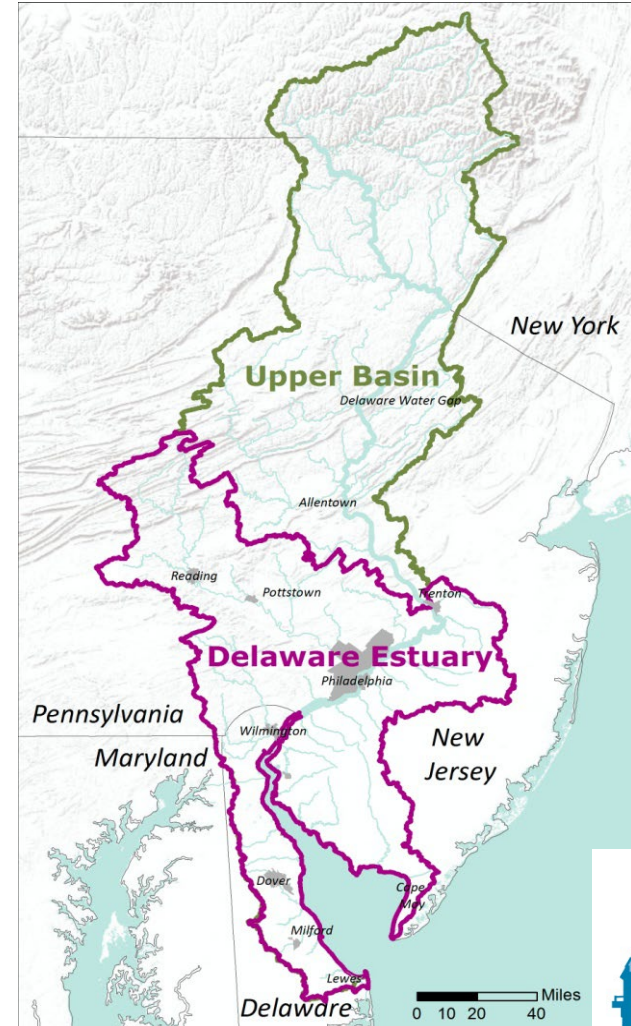 New York
Upper Basin
Delaware Water Gap
Allentown
Reading
Pottstown
Trenton
Delaware Estuary
Philadelphia
Pennsylvania
Wilmington
Maryland
New
Jersey
Dover
Cape
May
Milford
Lewes
Delaware
Miles
0 10 20 40